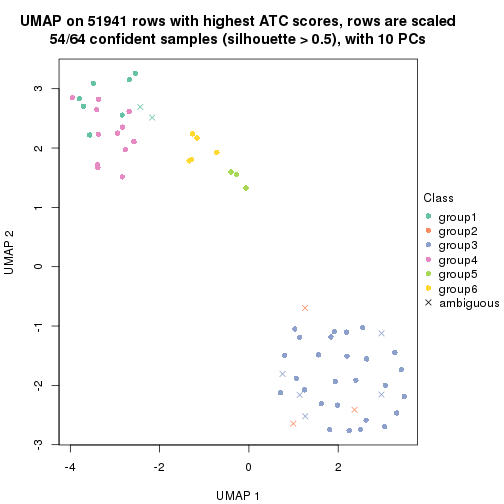 UMAP on 51941 rows with highest ATC scores, rows are scaled
54/64 confident samples (silhouette > 0.5), with 10 PCs
3
2
1
0
-1
-2
-3
UMAP 2
-4
-2
0
2
UMAP 1
Class
group1
group2
group3
group4
group5
group6
ambiguous